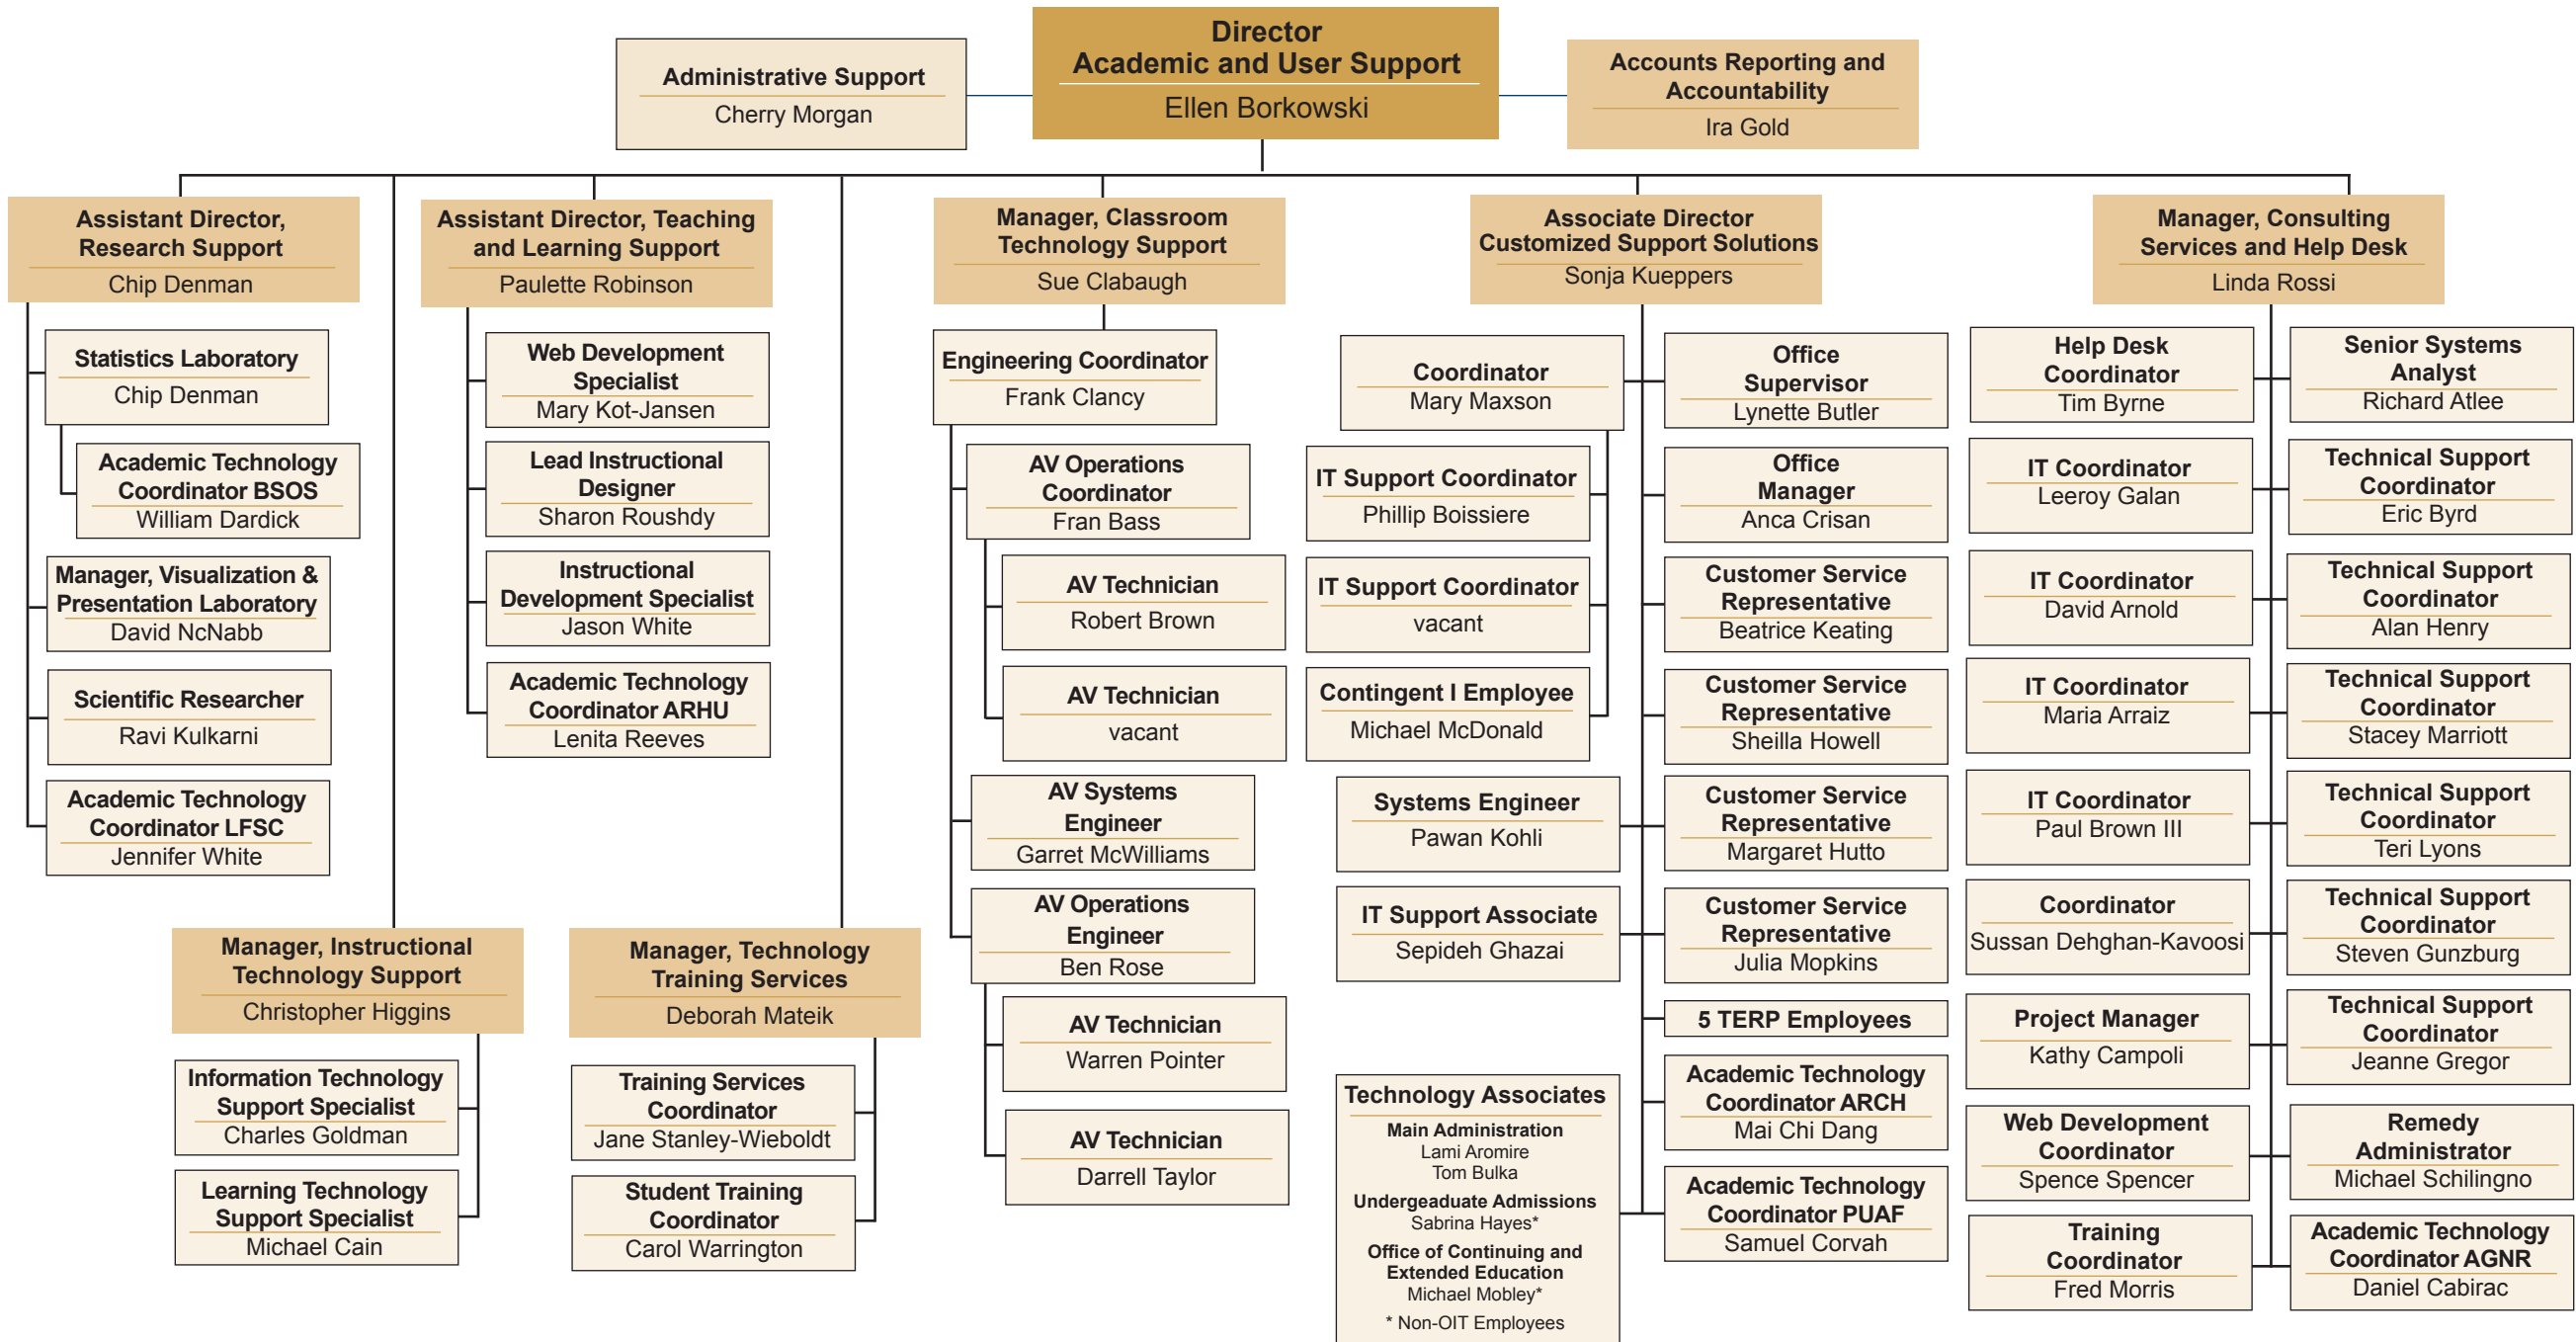 Director
Academic and User Support
Ellen Borkowski
Administrative Support
Cherry Morgan
Accounts Reporting and
Accountability
Ira Gold
Assistant Director,
Research Support
Chip Denman
Statistics Laboratory
Chip Denman
Academic Technology
Coordinator BSOS
William Dardick
Manager, Visualization &
Presentation Laboratory
David NcNabb
Scientific Researcher
Ravi Kulkarni
Academic Technology
Coordinator LFSC
Jennifer White
Manager, Instructional
Technology Support
Christopher Higgins
Information Technology
Support Specialist
Charles Goldman
Learning Technology
Support Specialist
Michael Cain
Assistant Director, Teaching
and Learning Support
Paulette Robinson
Web Development
Specialist
Mary Kot-Jansen
Lead Instructional
Designer
Sharon Roushdy
Instructional
Development Specialist
Jason White
Academic Technology
Coordinator ARHU
Lenita Reeves
Manager, Technology
Training Services
Deborah Mateik
Training Services
Coordinator
Jane Stanley-Wieboldt
Student Training
Coordinator
Carol Warrington
Manager, Classroom
Technology Support
Sue Clabaugh
Engineering Coordinator
Frank Clancy
AV Operations
Coordinator
Fran Bass
AV Technician
Robert Brown
AV Technician
vacant
AV Systems
Engineer
Garret McWilliams
AV Operations
Engineer
Ben Rose
AV Technician
Warren Pointer
AV Technician
Darrell Taylor
Associate Director
Customized Support Solutions
Sonja Kueppers
Coordinator
Mary Maxson
IT Support Coordinator
Phillip Boissiere
IT Support Coordinator
vacant
Contingent I Employee
Michael McDonald
Systems Engineer
Pawan Kohli
IT Support Associate
Sepideh Ghazai
Technology Associates
Main Administration
Lami Aromire
Tom Bulka
Undergeaduate Admissions
Sabrina Hayes*
Office of Continuing and
Extended Education
Michael Mobley*
* Non-OIT Employees
Office
Supervisor
Lynette Butler
Office
Manager
Anca Crisan
Customer Service
Representative
Beatrice Keating
Customer Service
Representative
Sheilla Howell
Customer Service
Representative
Margaret Hutto
Customer Service
Representative
Julia Mopkins
5 TERP Employees
Academic Technology
Coordinator ARCH
Mai Chi Dang
Academic Technology
Coordinator PUAF
Samuel Corvah
Manager, Consulting
Services and Help Desk
Linda Rossi
Help Desk
Coordinator
Tim Byrne
IT Coordinator
Leeroy Galan
IT Coordinator
David Arnold
IT Coordinator
Maria Arraiz
IT Coordinator
Paul Brown III
Coordinator
Sussan Dehghan-Kavoosi
Project Manager
Kathy Campoli
Web Development
Coordinator
Spence Spencer
Training
Coordinator
Fred Morris
Senior Systems
Analyst
Richard Atlee
Technical Support
Coordinator
Eric Byrd
Technical Support
Coordinator
Alan Henry
Technical Support
Coordinator
Stacey Marriott
Technical Support
Coordinator
Teri Lyons
Technical Support
Coordinator
Steven Gunzburg
Technical Support
Coordinator
Jeanne Gregor
Remedy
Administrator
Michael Schilingno
Academic Technology
Coordinator AGNR
Daniel Cabirac